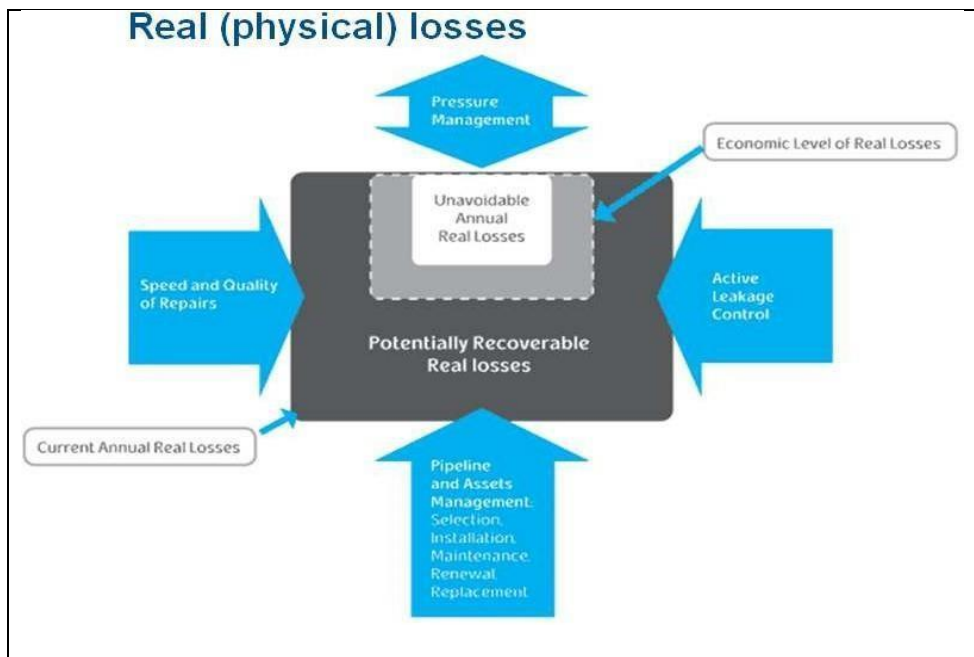 Real (physical) losses
Pressure
Management
Economic Level of Real Losses
Unavoidable
Annual
Real Losses
Speed and Quality
of Repairs
Active
Leakage
Control
Potentially Recoverable
Real losses
Current Annual Real Losses
Pipeline
and Assets
Management:
Selection,
Installation,
Maintenance,
Renewal,
Replacement